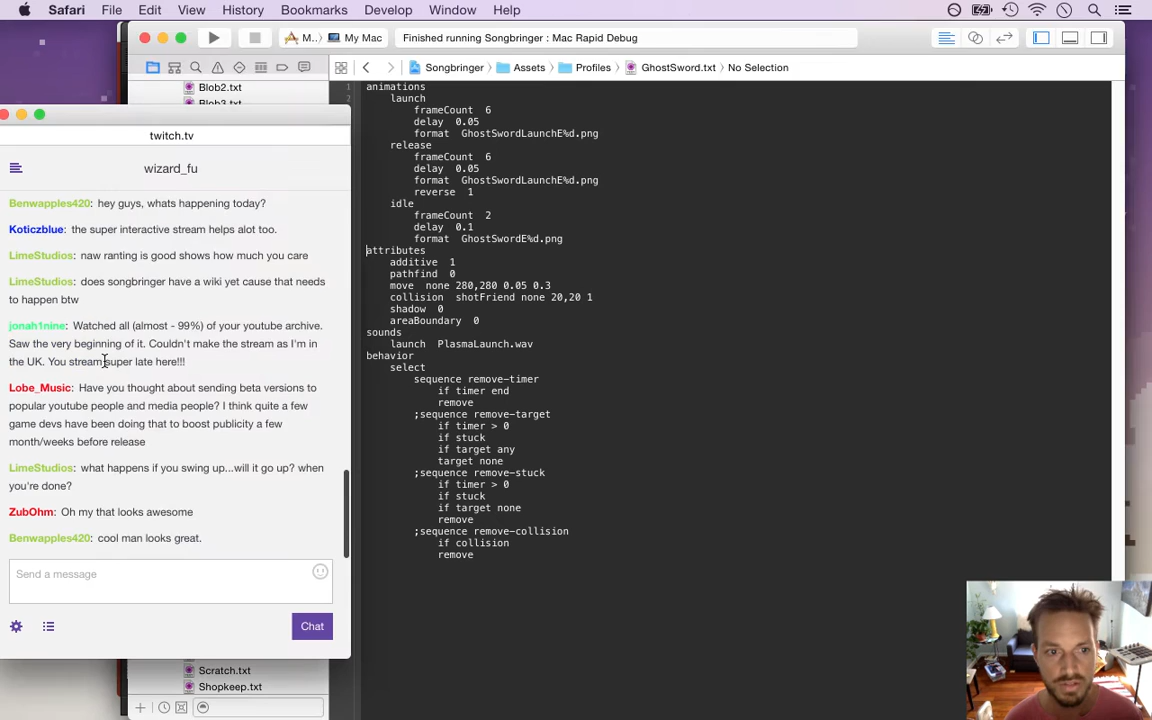 Safari File Edit View History Bookmarks Develop Window Help
M.. My Mac
Finished running Songbringer : Mac Rapid Debug
Songbringer Assets Profiles GhostSword.txt No Selection
Blob2.txt
Blob3.txt
twitch.tv
wizard_fu
Benwapples420: hey guys, whats happening today?
Koticzblue: the super interactive stream helps alot too.
LimeStudios: naw ranting is good shows how much you care
LimeStudios: does songbringer have a wiki yet cause that needs
to happen btw
jonah1nine: Watched all (almost - 99%) of your youtube archive.
Saw the very beginning of it. Couldn't make the stream as I'm in
the UK. You stream super late here!!!
Lobe_Music: Have you thought about sending beta versions to
popular youtube people and media people? I think quite a few
game devs have been doing that to boost publicity a few
month/weeks before release
LimeStudios: what happens if you swing up...will it go up? when
you're done?
ZubOhm: Oh my that looks awesome
Benwapples420: cool man looks great.
Send a message
Chat
Scratch.txt
Shopkeep.txt
1
2
animations
launch
frameCount 6
delay 0.05
format GhostSwordLaunchE%d.png
release
frameCount 6
delay 0.05
format GhostSwordLaunchE%d.png
reverse 1
idle
frameCount 2
delay 0.1
format GhostSwordE%d.png
attributes
additive 1
pathfind 0
move none 280,280 0.05 0.3
collision shotFriend none 20,20 1
shadow 0
areaBoundary 0
sounds
launch PlasmaLaunch.wav
behavior
select
sequence remove-timer
if timer end
remove
;sequence remove-target
if timer > 0
if stuck
if target any
target none
;sequence remove-stuck
if timer > 0
if stuck
if target none
remove
;sequence remove-collision
if collision
remove